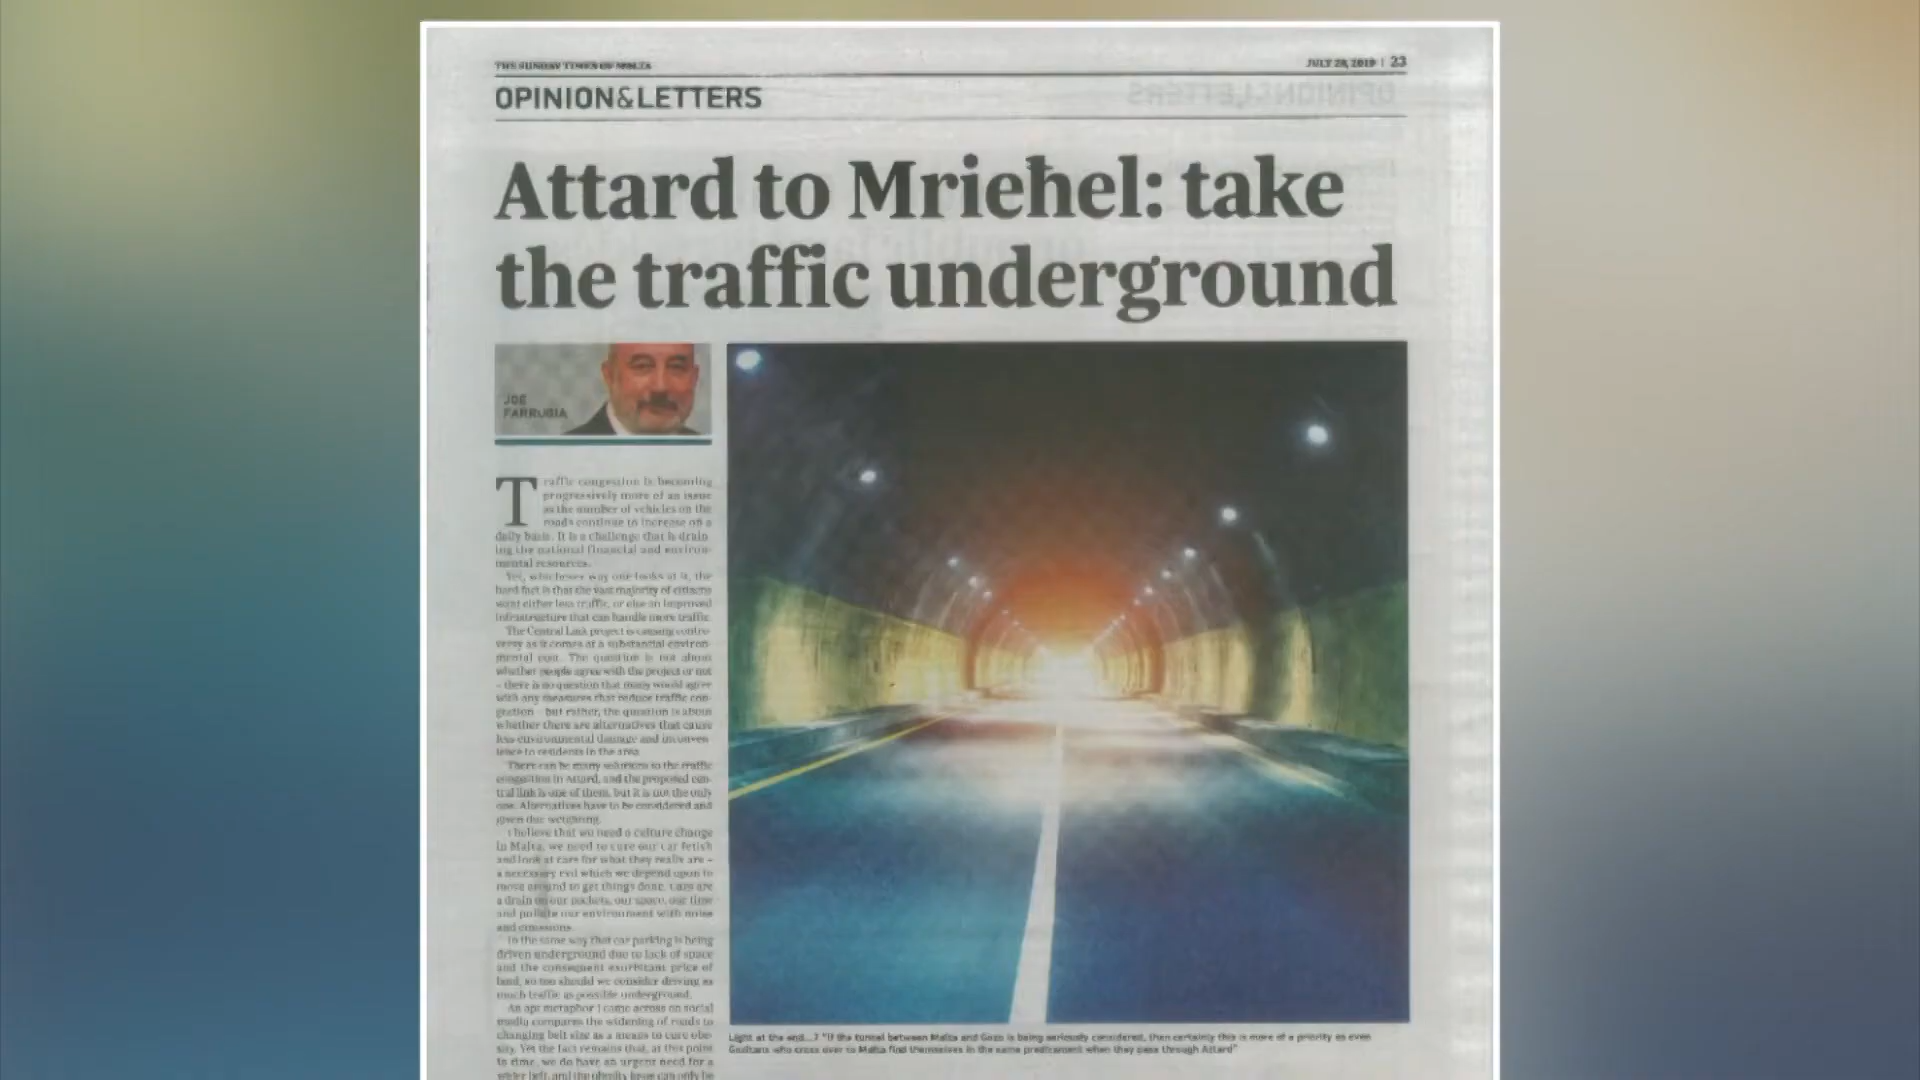 THE SUNDAY TIMES OF MALTA
JULY 28, 2019 | 23
OPINION&LETTERS
Attard to Mrieħel: take
the traffic underground
JOE
FARRUGIA
Traffic congestion is becoming
progressively more of an issue
as the number of vehicles on the
roads continue to increase on a
daily basis. It is a challenge that is drain-
ing the national financial and environ-
mental resources.
Yet, whichever way one looks at it, the
hard fact is that the vast majority of citizens
want either less traffic, or else an improved
infrastructure that can handle more traffic.
The Central Link project is causing contro-
versy as it comes at a substantial environ-
mental cost. The question is not about
whether people agree with the project or not
– there is no question that many would agree
with any measures that reduce traffic con-
gestion – but rather, the question is about
whether there are alternatives that cause
less environmental damage and inconven-
ience to residents in the area.
There can be many solutions to the traffic
congestion in Attard, and the proposed cen-
tral link is one of them, but it is not the only
one. Alternatives have to be considered and
given due weighting.
I believe that we need a culture change
in Malta, we need to cure our car fetish
and look at cars for what they really are –
a necessary evil which we depend upon to
move around to get things done. Cars are
a drain on our pockets, our space, our time
and pollute our environment with noise
and emissions.
In the same way that car parking is being
driven underground due to lack of space
and the consequent exorbitant price of
land, so too should we consider driving as
much traffic as possible underground.
An apt metaphor I came across on social
media compares the widening of roads to
changing belt size as a means to cure obe-
sity. Yet the fact remains that, at this point
in time, we do have an urgent need for a
wider belt, and the obesity issue can only be
Light at the end...? "If the tunnel between Malta and Gozo is being seriously considered, then certainly this is more of a priority as even
Gozitans who cross over to Malta find themselves in the same predicament when they pass through Attard"